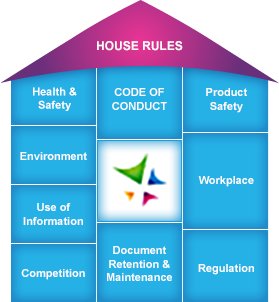 HOUSE RULES
Health &
Safety
CODE OF
CONDUCT
Product
Safety
Environment
Workplace
Use of
Information
Document
Retention &
Maintenance
Competition
Regulation